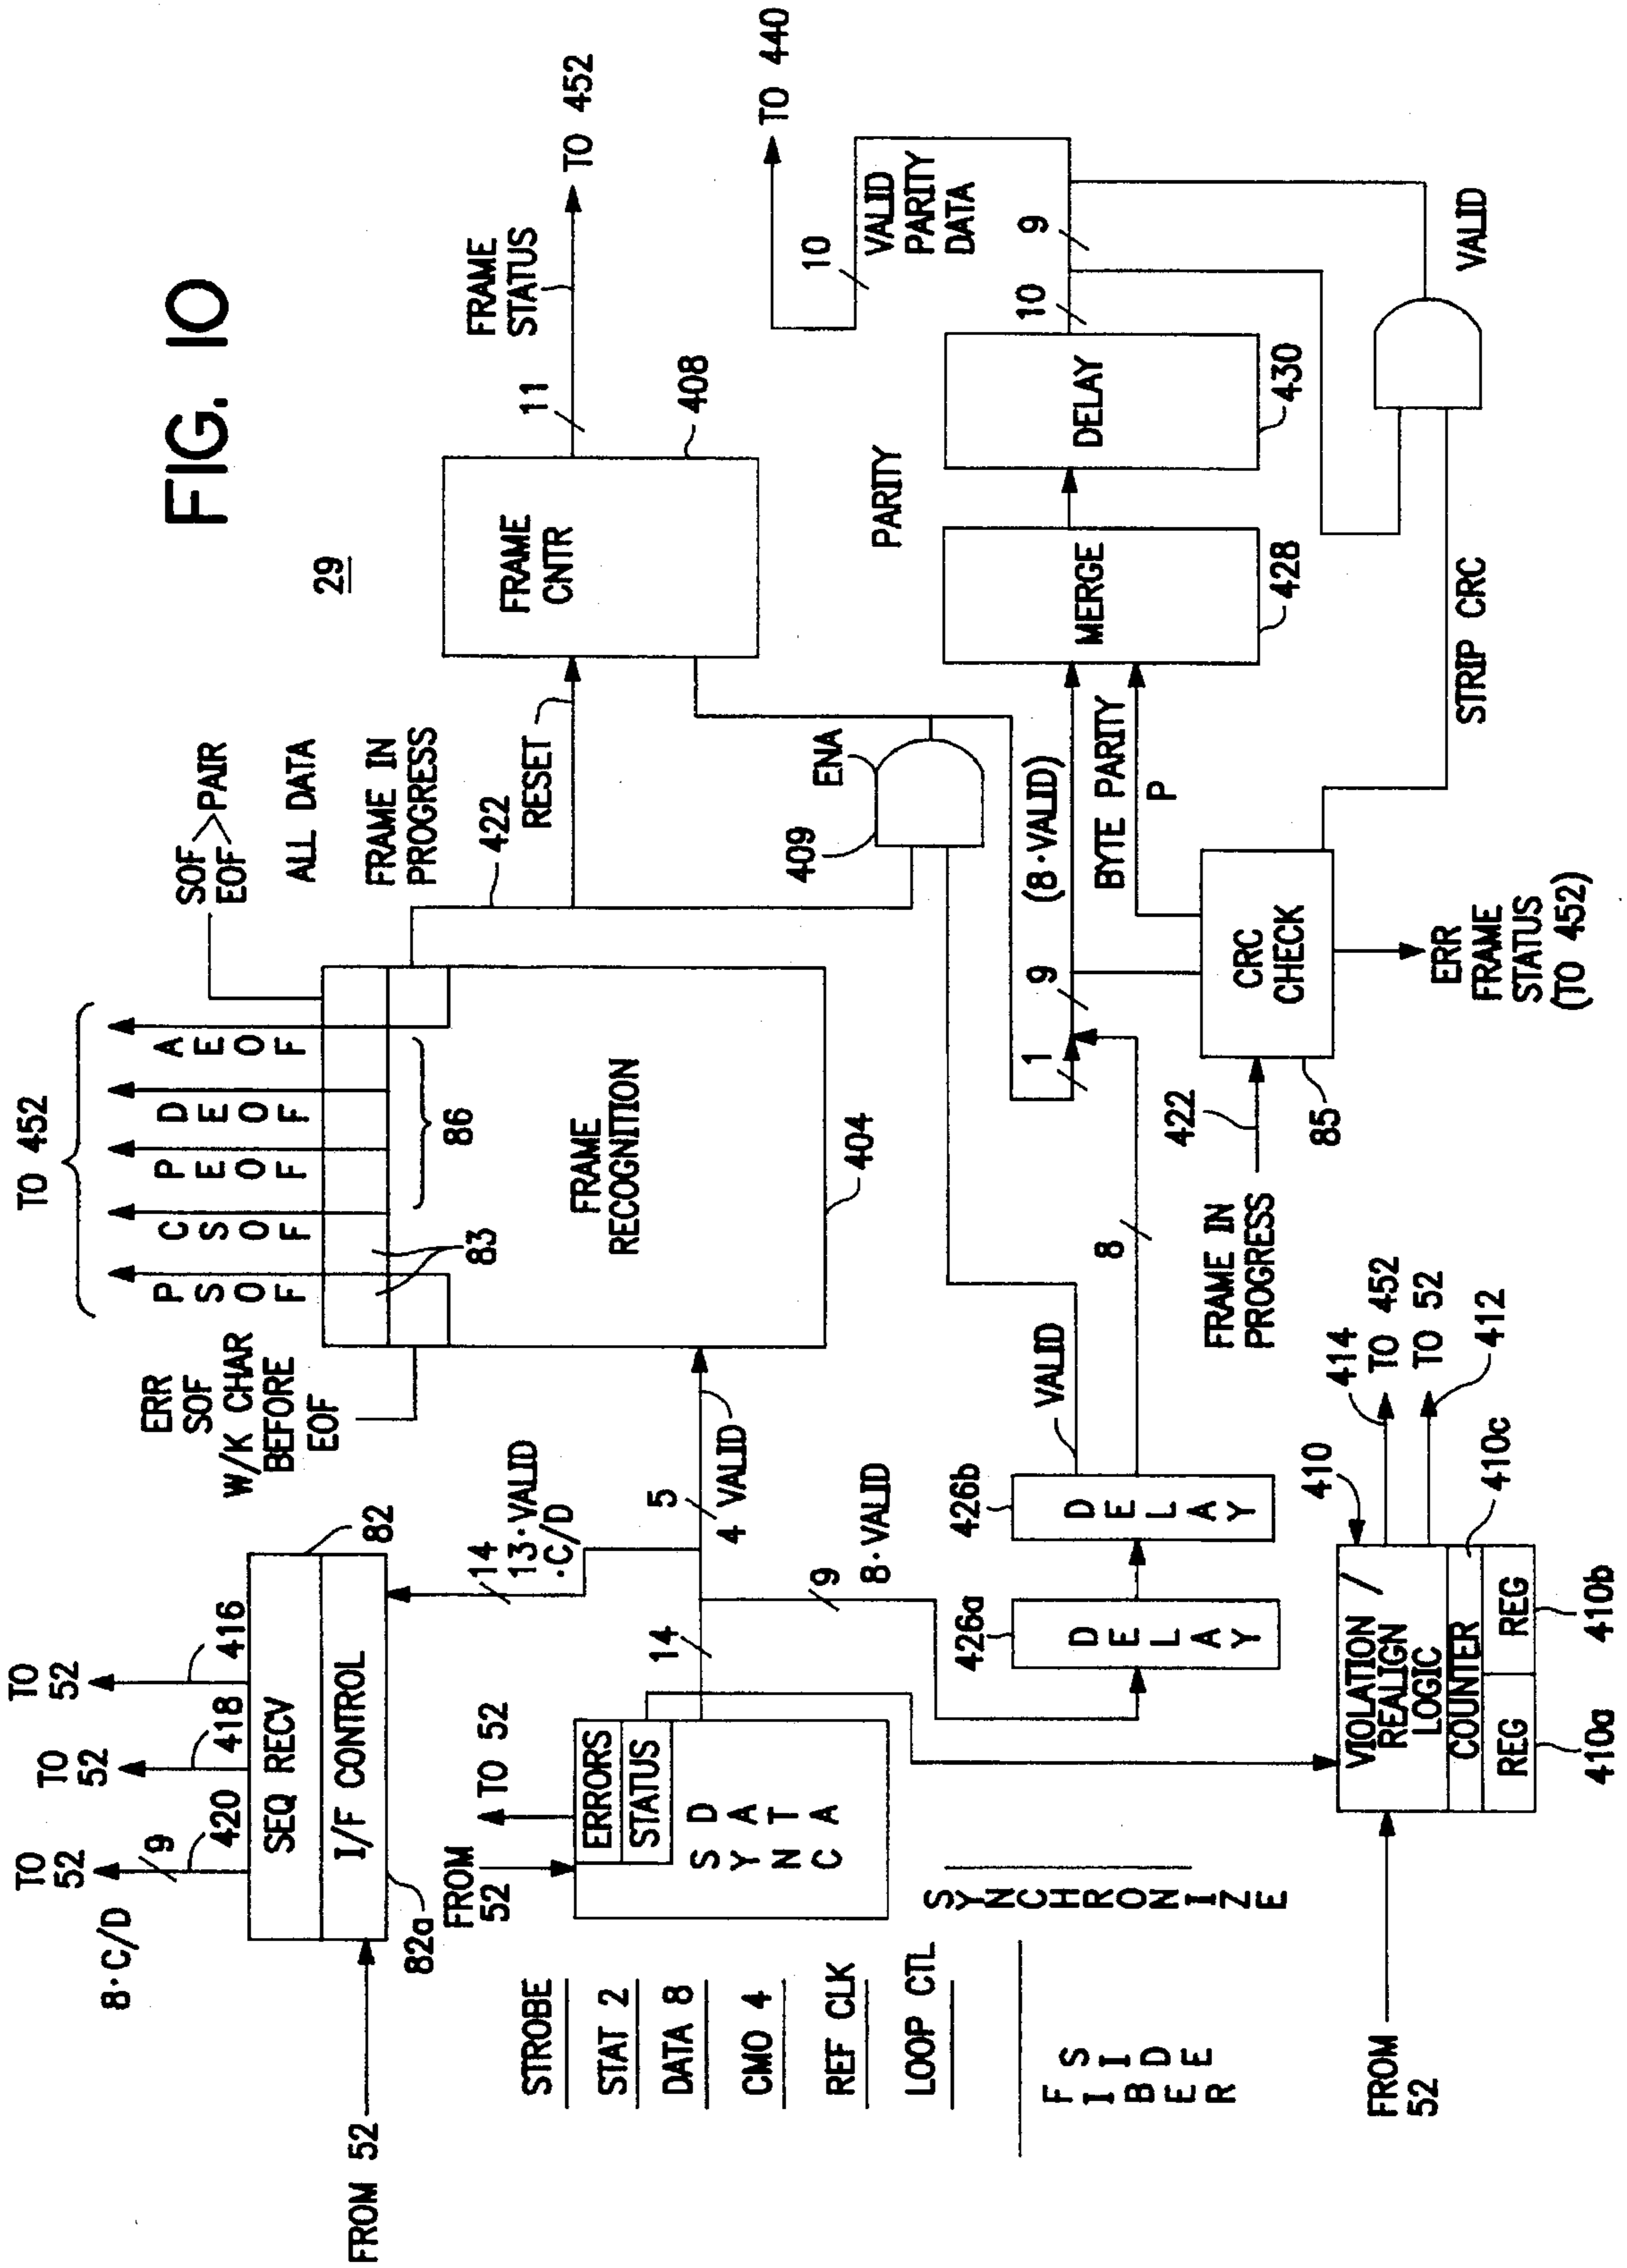 FIG. 10
29
TO 52
TO 52
TO 52
8·C/D
9
420
418
416
SEQ RECV
I/F CONTROL
82
82a
FROM 52
14
13·VALID
·C/D
ERR
SOF
W/K CHAR
BEFORE
EOF
TO 452
PSOF
CSOF
PEOF
DEOF
AEOF
83
86
SOF
EOF
PAIR
ALL DATA
FRAME IN
PROGRESS
422
RESET
FRAME
RECOGNITION
404
FRAME
CNTR
408
11
FRAME
STATUS
TO 452
STROBE
STAT 2
DATA 8
CMO 4
REF CLK
LOOP CTL
FROM
52
TO 52
ERRORS
STATUS
SYNC
DATA
14
5
4 VALID
9
8·VALID
SYNCHRONIZE
FIBER
SIDE
426a
DELAY
426b
DELAY
VALID
8
409
ENA
1
9
(8·VALID)
BYTE PARITY
P
MERGE
428
PARITY
DELAY
430
10
9
10
VALID
PARITY
DATA
TO 440
VALID
STRIP CRC
FRAME IN
PROGRESS
422
CRC
CHECK
85
ERR
FRAME
STATUS
(TO 452)
FROM
52
VIOLATION/
REALIGN
LOGIC
COUNTER
REG
REG
410
414
TO 452
TO 52
412
410c
410a
410b